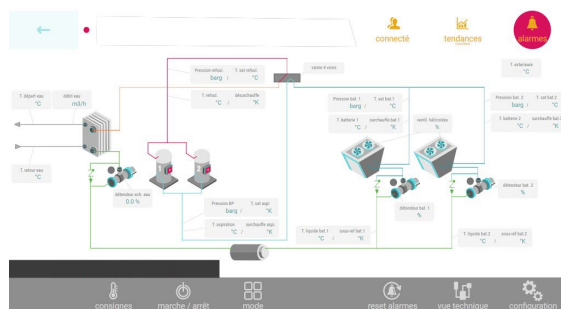 connecté
tendances
alarmes
Pression refoul.
T. sat refoul.
barg /
°C
vanne 4 voies
T. exterieure
°C
T. départ eau
°C
débit eau
m3/h
T. refoul.
désurchauffe
°C /
°K
Pression bat. 1
T. sat bat.1
barg /
°C
Pression bat. 2
T. sat bat 2
barg /
°C
T. batterie 1
surchauffe bat 1
°C /
°K
ventil. hélicoïdes
%
T. batterie 2
surchauffe bat 2
°C /
°K
T. retour eau
°C
détendeur ech. eau
0.0 %
Pression BP
T. sat aspi.
barg /
°C
T. aspiration
surchauffe aspi.
°C /
°K
détendeur bat. 1
%
détendeur bat. 2
%
T. liquide bat.1
sous-ref bat.1
°C /
°K
T. liquide bat.2
sous-ref bat.2
°C /
°K
consignes
marche / arrêt
mode
reset alarmes
vue technique
configuration